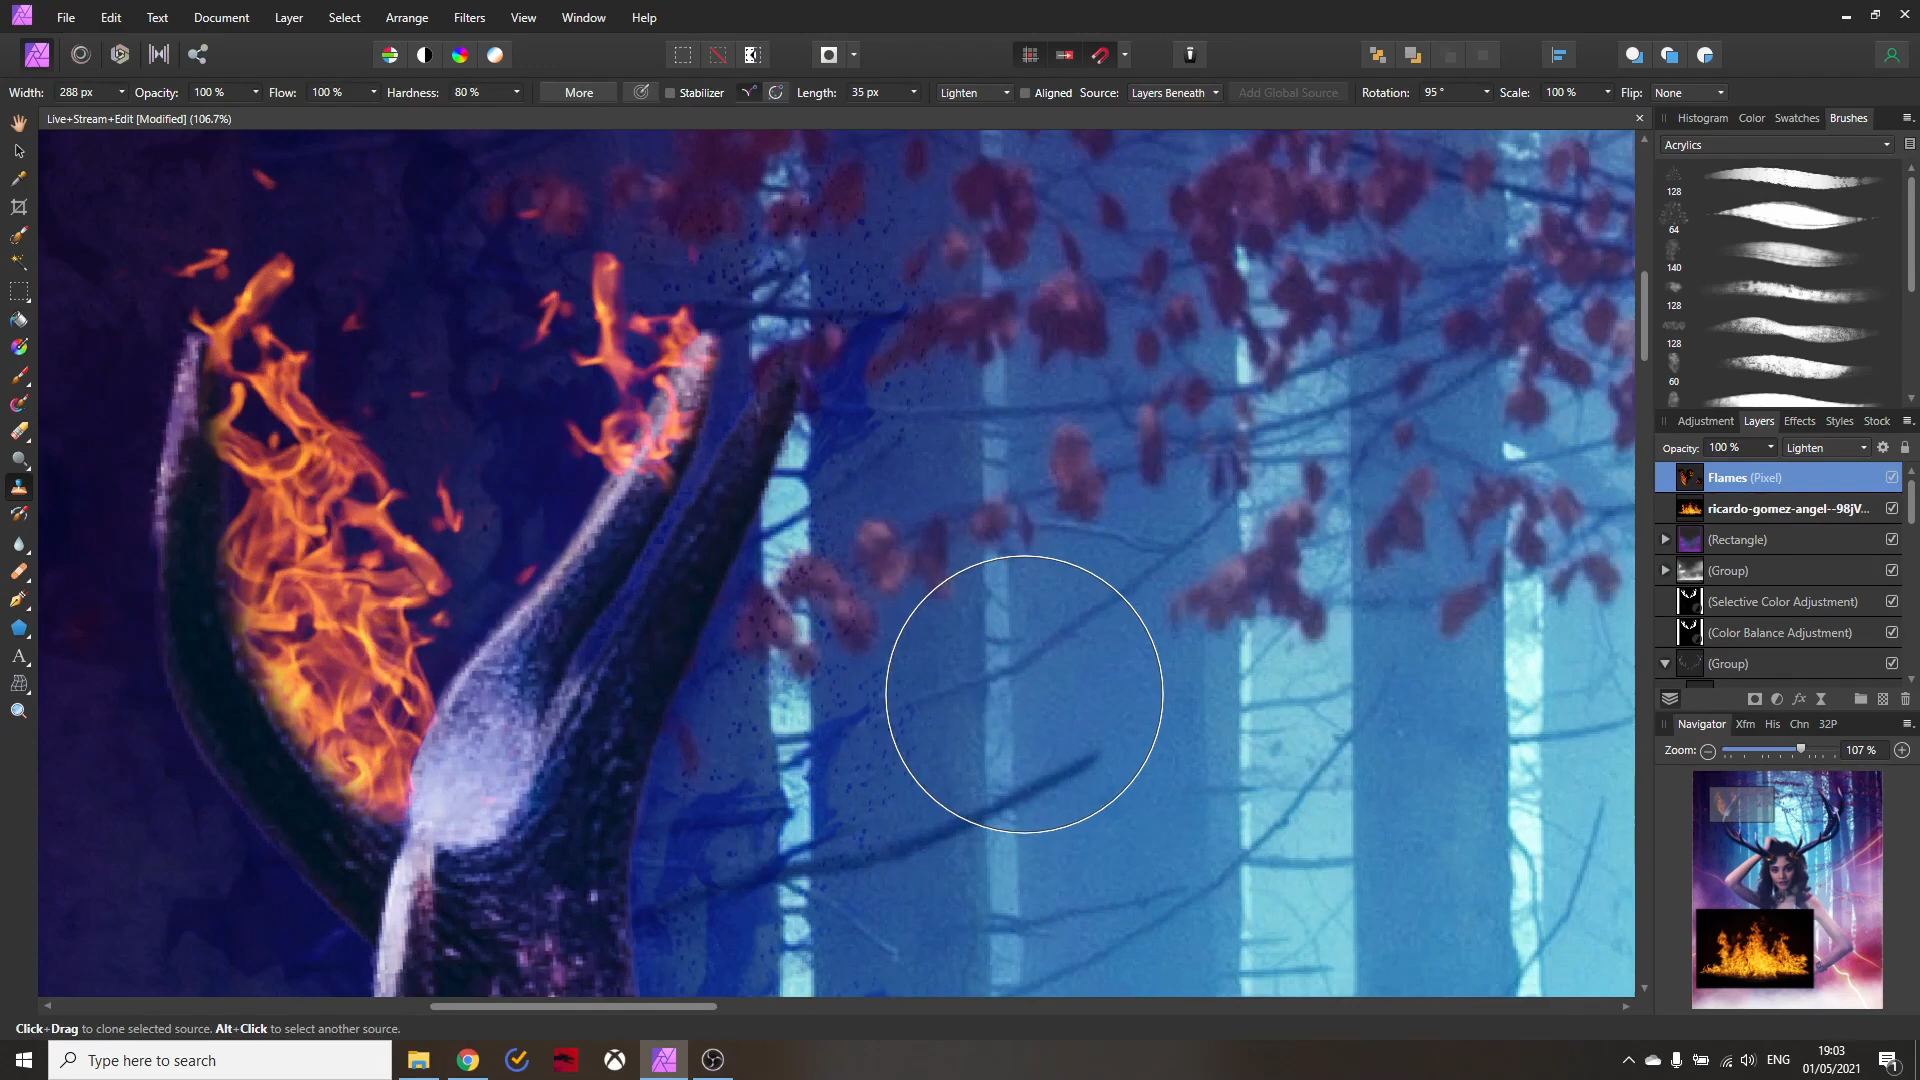 File Edit Text Document Layer Select Arrange Filters View Window Help
Width: 288 px Opacity: 100 % Flow: 100 % Hardness: 80 % More Stabilizer Length: 35 px Lighten Aligned Source: Layers Beneath Add Global Source Rotation: 95 ° Scale: 100 % Flip: None
Live+Stream+Edit [Modified] (106.7%)
Histogram Color Swatches Brushes
Acrylics
128
64
140
128
128
60
Adjustment Layers Effects Styles Stock
Opacity: 100 % Lighten
Flames (Pixel)
ricardo-gomez-angel--98jV...
(Rectangle)
(Group)
(Selective Color Adjustment)
(Color Balance Adjustment)
(Group)
Navigator Xfm His Chn 32P
Zoom: 107 %
Click+Drag to clone selected source. Alt+Click to select another source.
Type here to search
ENG
19:03
01/05/2021
1
A